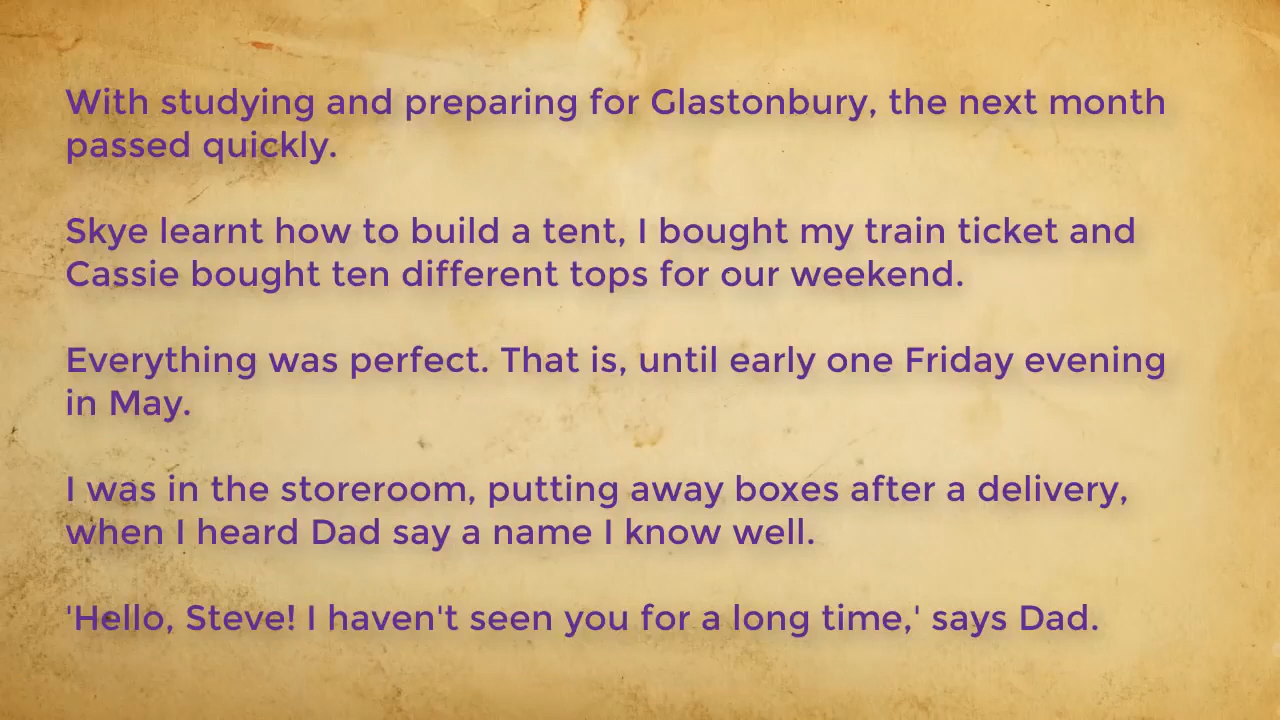 With studying and preparing for Glastonbury, the next month
passed quickly.
Skye learnt how to build a tent, I bought my train ticket and
Cassie bought ten different tops for our weekend.
Everything was perfect. That is, until early one Friday evening
in May.
I was in the storeroom, putting away boxes after a delivery,
when I heard Dad say a name I know well.
'Hello, Steve! I haven't seen you for a long time,' says Dad.